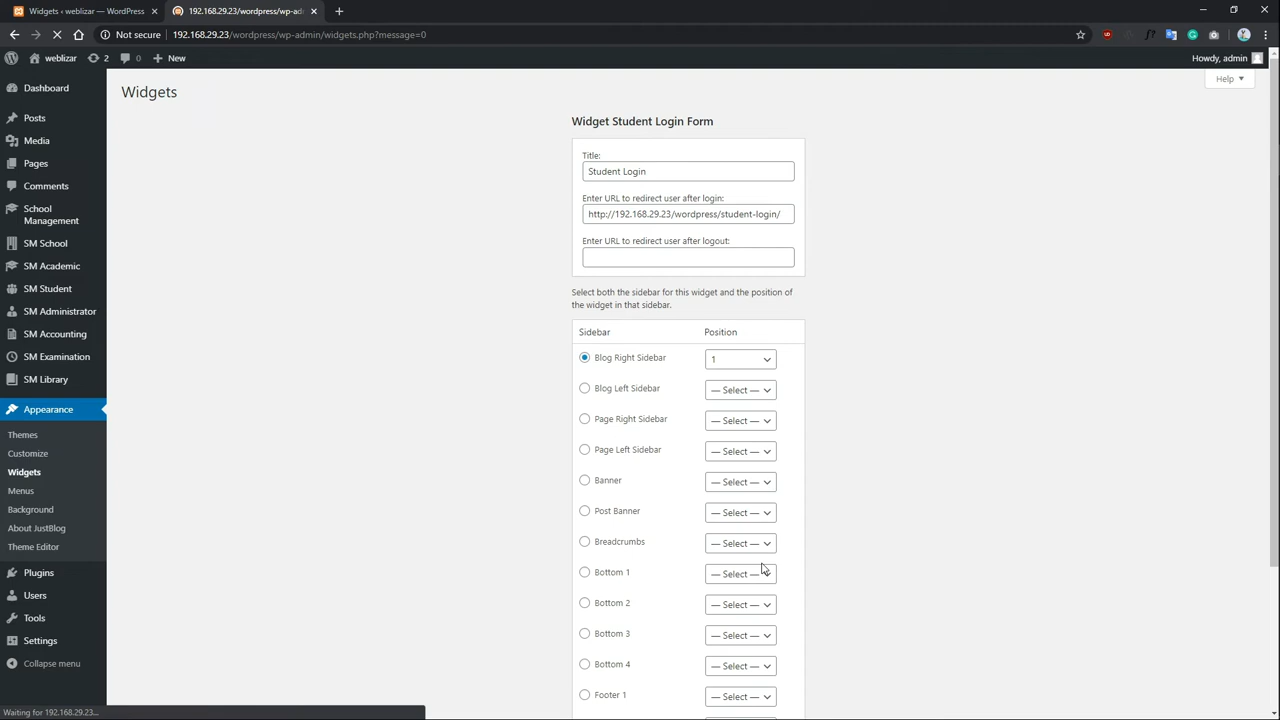 Widgets ‹ weblizar — WordPress
192.168.29.23/wordpress/wp-ad
Not secure
192.168.29.23/wordpress/wp-admin/widgets.php?message=0
weblizar
2
0
New
Howdy, admin
Help
Dashboard
Posts
Media
Pages
Comments
School
Management
SM School
SM Academic
SM Student
SM Administrator
SM Accounting
SM Examination
SM Library
Appearance
Themes
Customize
Widgets
Menus
Background
About JustBlog
Theme Editor
Plugins
Users
Tools
Settings
Collapse menu
Widgets
Widget Student Login Form
Title:
Student Login
Enter URL to redirect user after login:
http://192.168.29.23/wordpress/student-login/
Enter URL to redirect user after logout:
Select both the sidebar for this widget and the position of
the widget in that sidebar.
Sidebar Position
Blog Right Sidebar 1
Blog Left Sidebar — Select —
Page Right Sidebar — Select —
Page Left Sidebar — Select —
Banner — Select —
Post Banner — Select —
Breadcrumbs — Select —
Bottom 1 — Select —
Bottom 2 — Select —
Bottom 3 — Select —
Bottom 4 — Select —
Footer 1 — Select —
Waiting for 192.168.29.23...